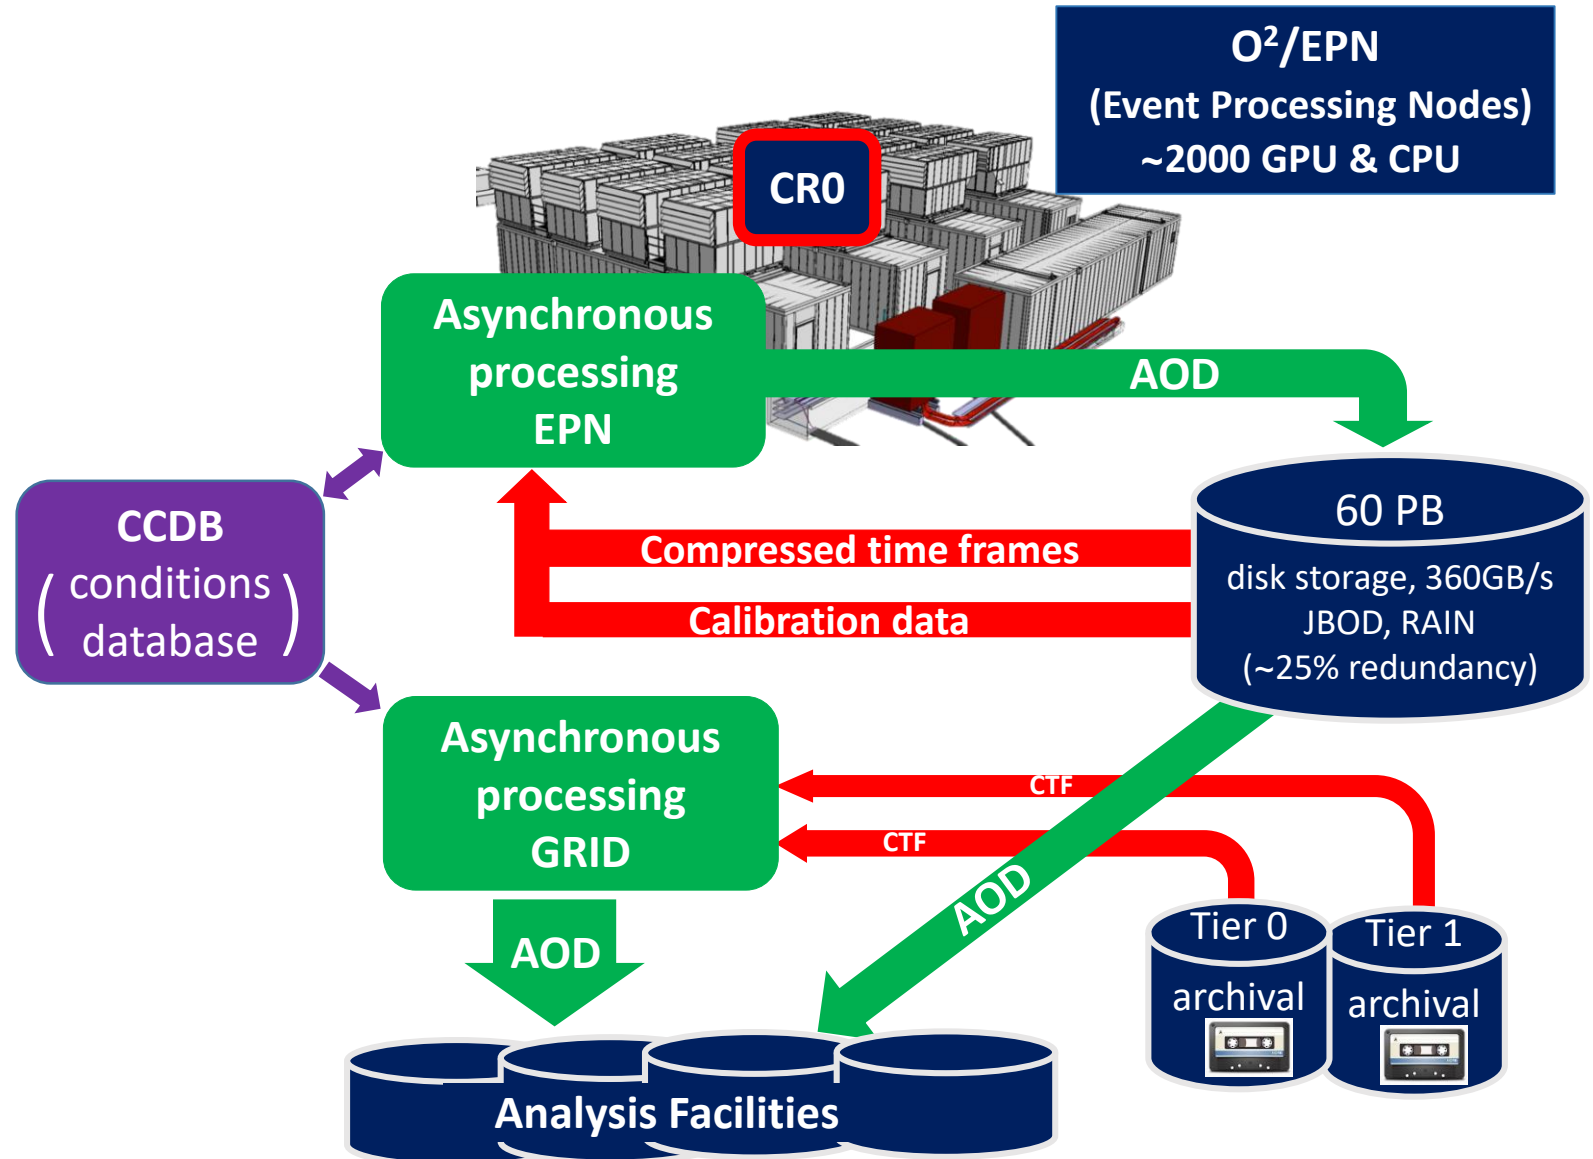 O²/EPN
(Event Processing Nodes)
~2000 GPU & CPU
CR0
Asynchronous
processing
EPN
AOD
CCDB
(conditions
database)
Compressed time frames
Calibration data
60 PB
disk storage, 360GB/s
JBOD, RAIN
(~25% redundancy)
Asynchronous
processing
GRID
CTF
CTF
AOD
AOD
Tier 0
archival
Tier 1
archival
Analysis Facilities